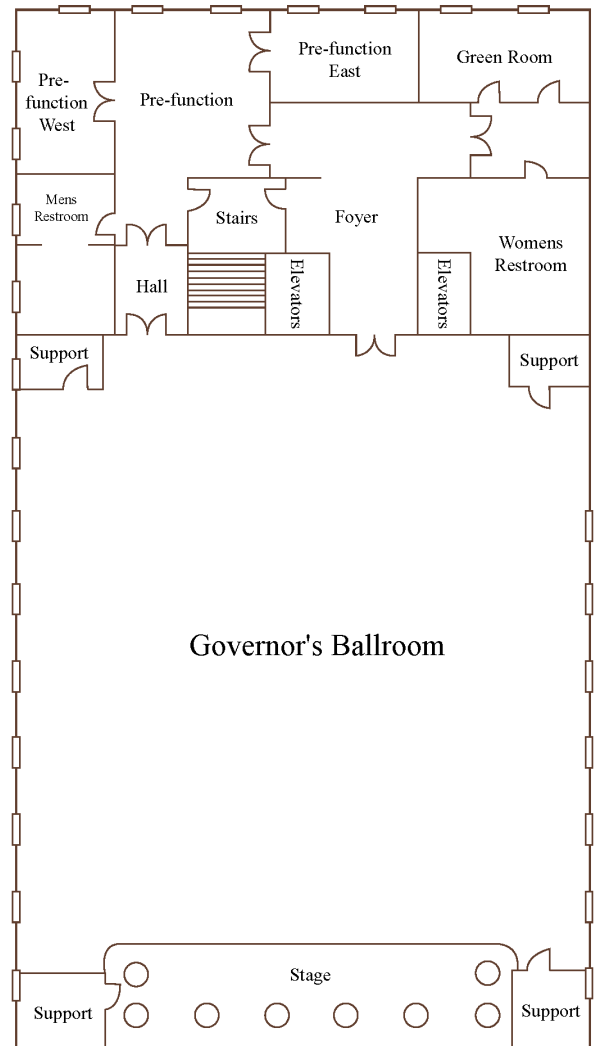 Pre-function
East
Green Room
Pre-
function
West
Pre-function
Mens
Restroom
Stairs
Foyer
Womens
Restroom
Hall
Elevators
Elevators
Support
Support
Governor's Ballroom
Stage
Support
Support